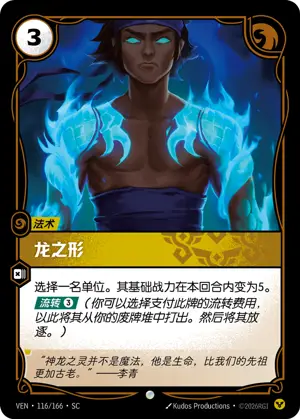 3
法术
龙之形
选择一名单位。其基础战力在本回合内变为5。
流转 3 (你可以选择支付此牌的流转费用，
以此将其从你的废牌堆中打出。然后将其放
逐。)
“神龙之灵并不是魔法，他是生命，比我们的先祖
更加古老。” ——李青
VEN • 116/166 • SC
Kudos Productions • ©2026RGI